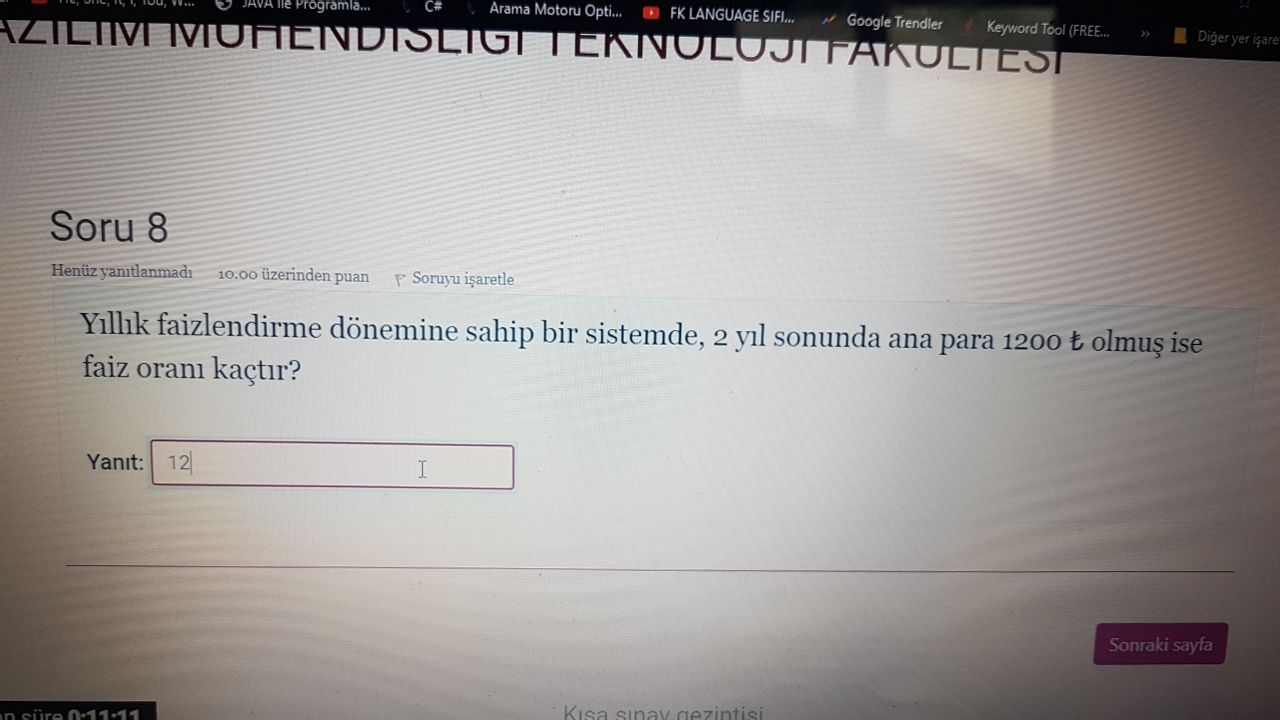 JAVA ile Programla...
C#
Arama Motoru Opti...
FK LANGUAGE SIFI...
Google Trendler
Keyword Tool (FREE...
»
Diğer yer işare
AZILIM MÜHENDİSLİĞİ TEKNOLOJİ FAKÜLTESİ
Soru 8
Henüz yanıtlanmadı 10.00 üzerinden puan Soruyu işaretle
Yıllık faizlendirme dönemine sahip bir sistemde, 2 yıl sonunda ana para 1200 ₺ olmuş ise
faiz oranı kaçtır?
Yanıt: 12
Sonraki sayfa
an süre 0:11:11
Kısa sınav gezintisi